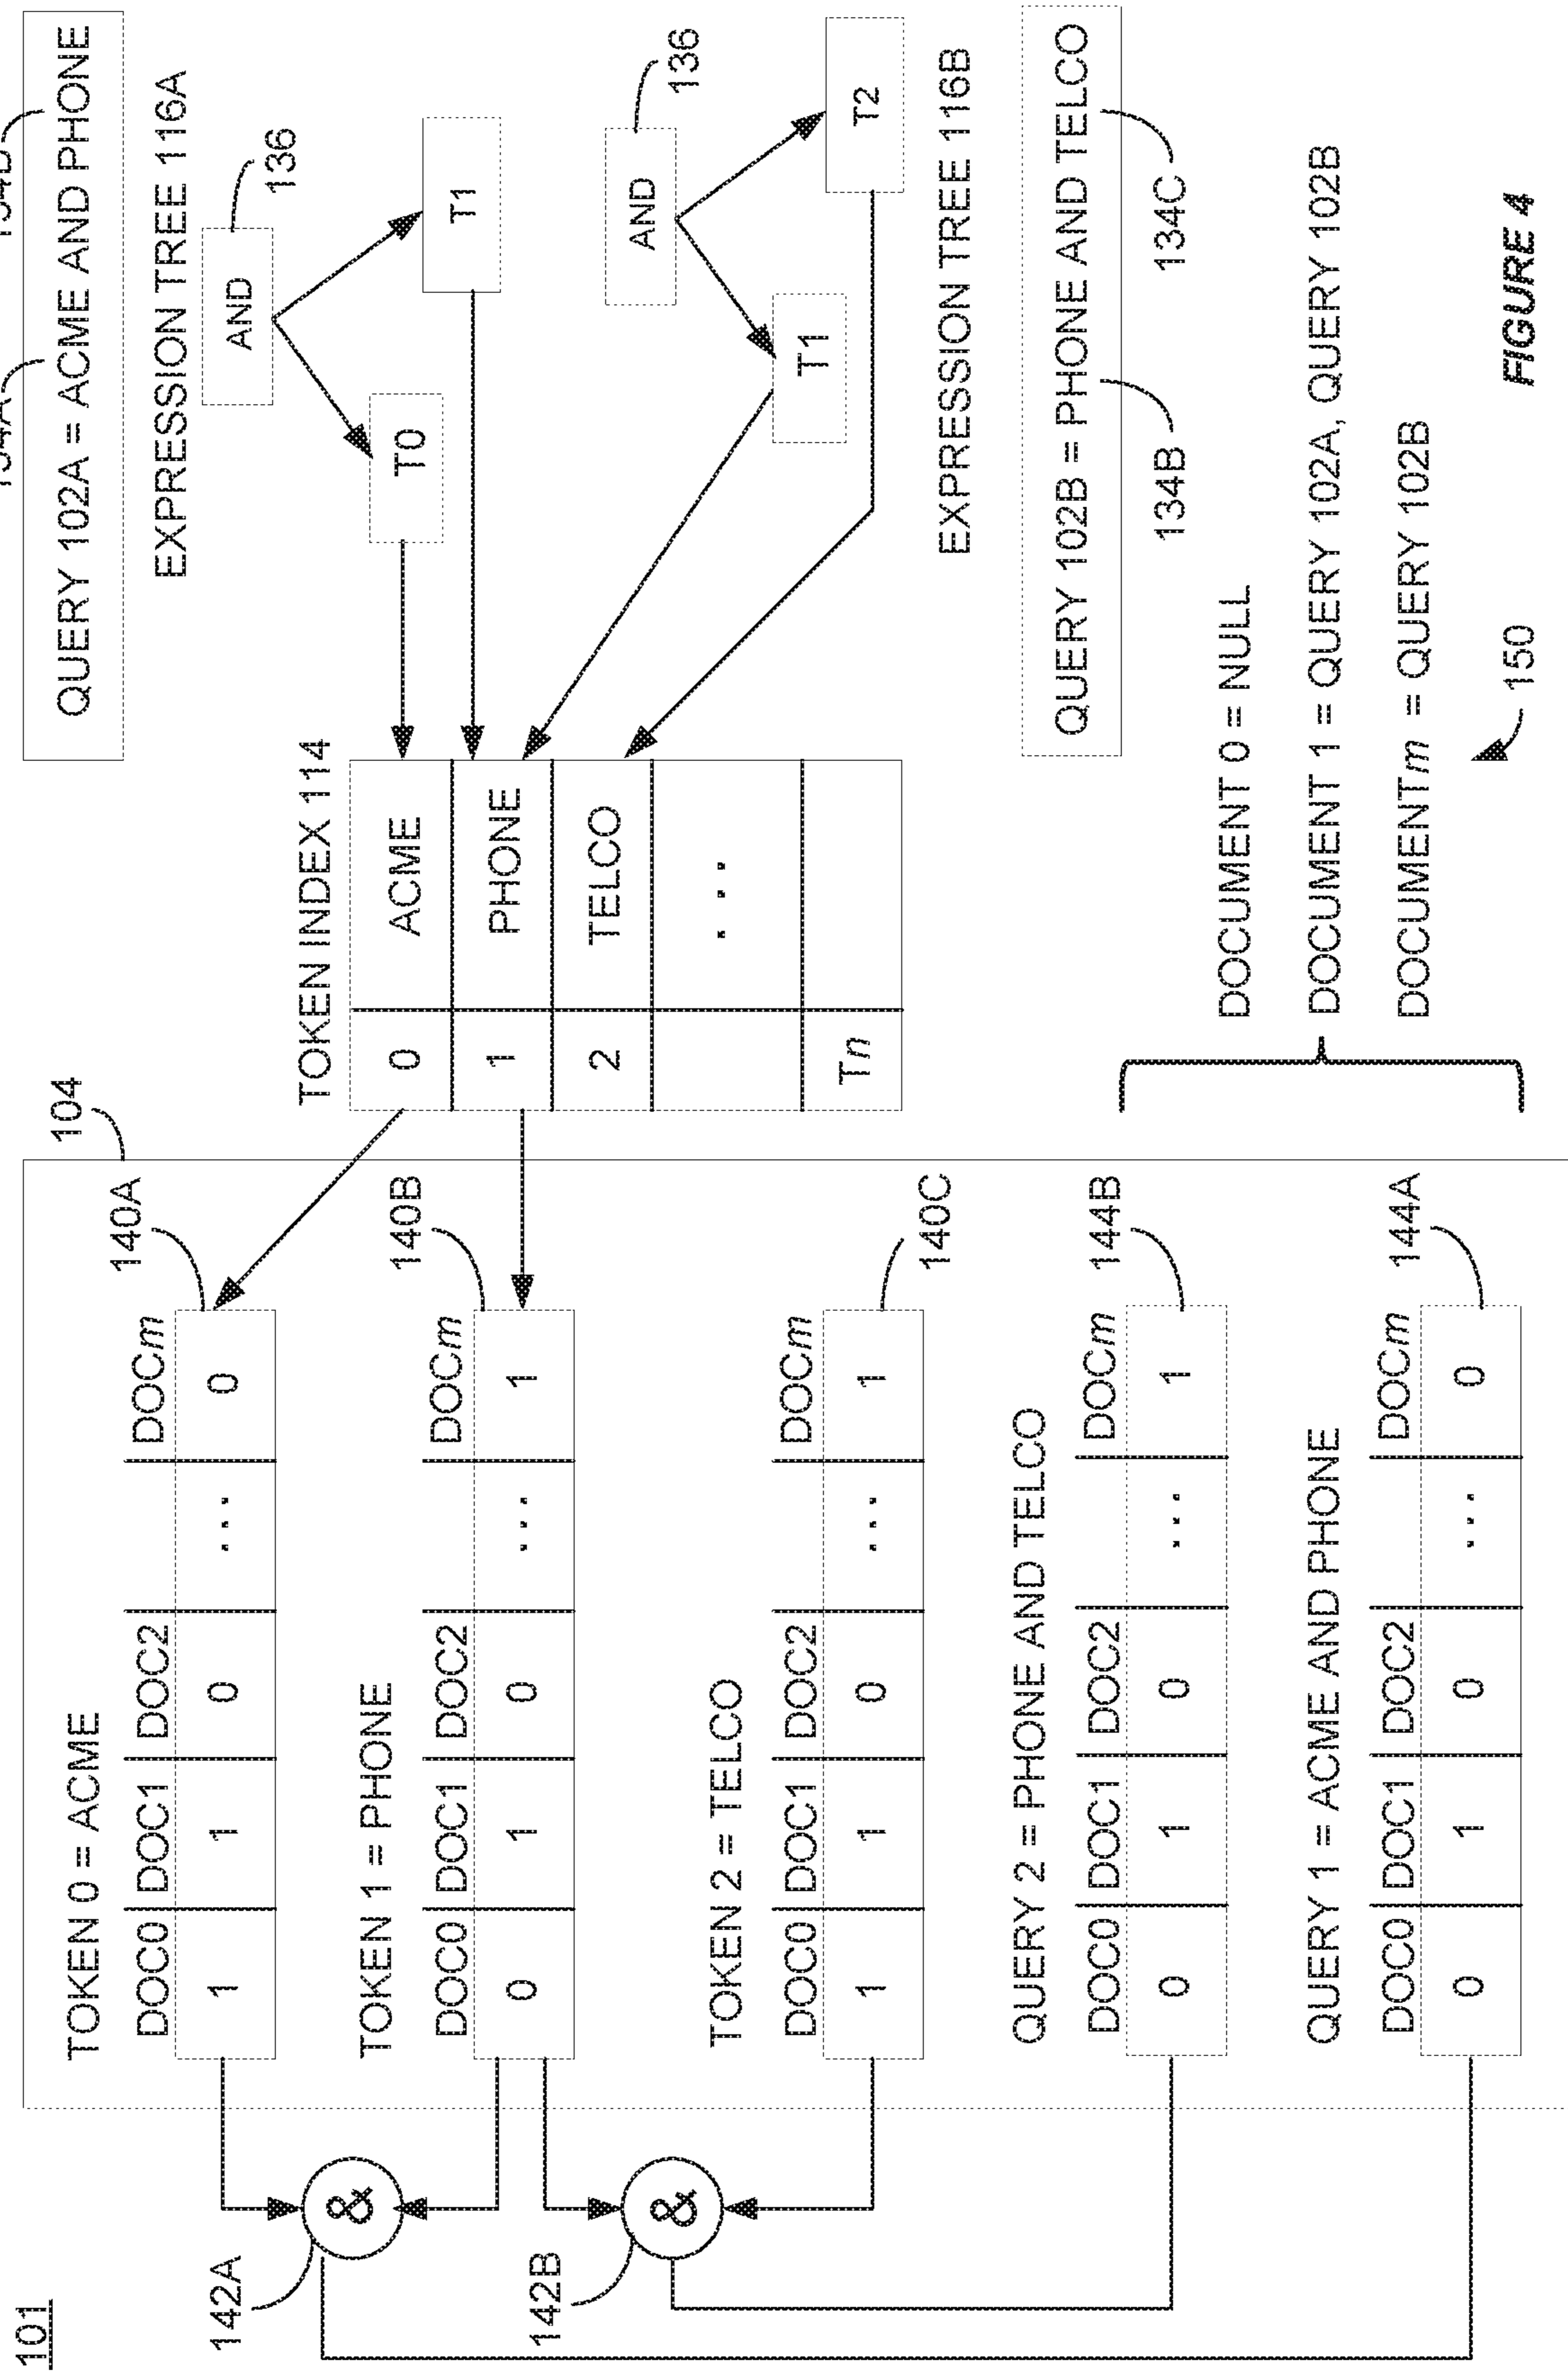 101
104
TOKEN 0 = ACME
DOC0 DOC1 DOC2 DOCm
1 1 0 ... 0
140A
142A
&
TOKEN 1 = PHONE
DOC0 DOC1 DOC2 DOCm
0 1 0 ... 1
140B
142B
&
TOKEN 2 = TELCO
DOC0 DOC1 DOC2 DOCm
1 1 0 ... 1
140C
QUERY 2 = PHONE AND TELCO
DOC0 DOC1 DOC2 DOCm
0 1 0 ... 1
144B
QUERY 1 = ACME AND PHONE
DOC0 DOC1 DOC2 DOCm
0 1 0 ... 0
144A
TOKEN INDEX 114
0 ACME
1 PHONE
2 TELCO
...
Tn
134A
QUERY 102A = ACME AND PHONE
EXPRESSION TREE 116A
136
AND
T0
T1
136
AND
T1
T2
EXPRESSION TREE 116B
QUERY 102B = PHONE AND TELCO
134B 134C
DOCUMENT 0 = NULL
DOCUMENT 1 = QUERY 102A, QUERY 102B
DOCUMENTm = QUERY 102B
150
FIGURE 4